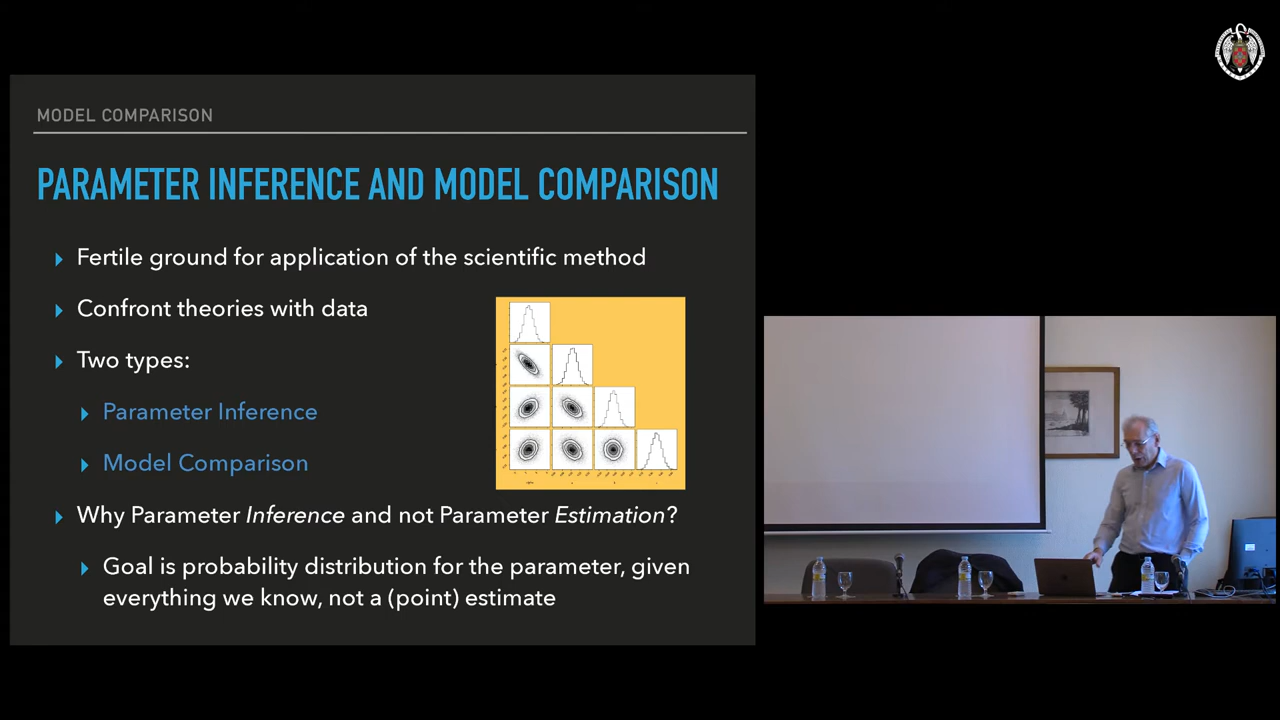 MODEL COMPARISON
PARAMETER INFERENCE AND MODEL COMPARISON
Fertile ground for application of the scientific method
Confront theories with data
Two types:
Parameter Inference
Model Comparison
Why Parameter Inference and not Parameter Estimation?
Goal is probability distribution for the parameter, given
everything we know, not a (point) estimate